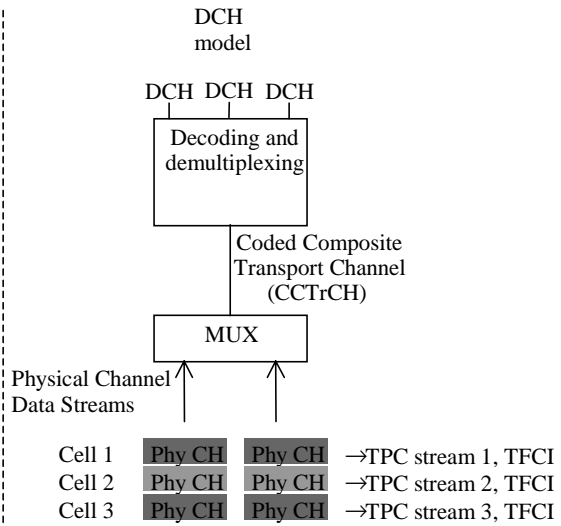 DCH
model
DCH DCH DCH
Decoding and
demultiplexing
Coded Composite
Transport Channel
(CCTrCH)
MUX
Physical Channel
Data Streams
Cell 1 Phy CH Phy CH →TPC stream 1, TFCI
Cell 2 Phy CH Phy CH →TPC stream 2, TFCI
Cell 3 Phy CH Phy CH →TPC stream 3, TFCI